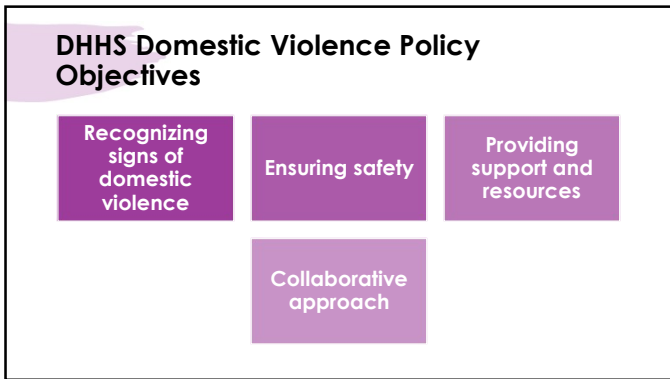 DHHS Domestic Violence Policy
Objectives
Recognizing
signs of
domestic
violence
Ensuring safety
Providing
support and
resources
Collaborative
approach